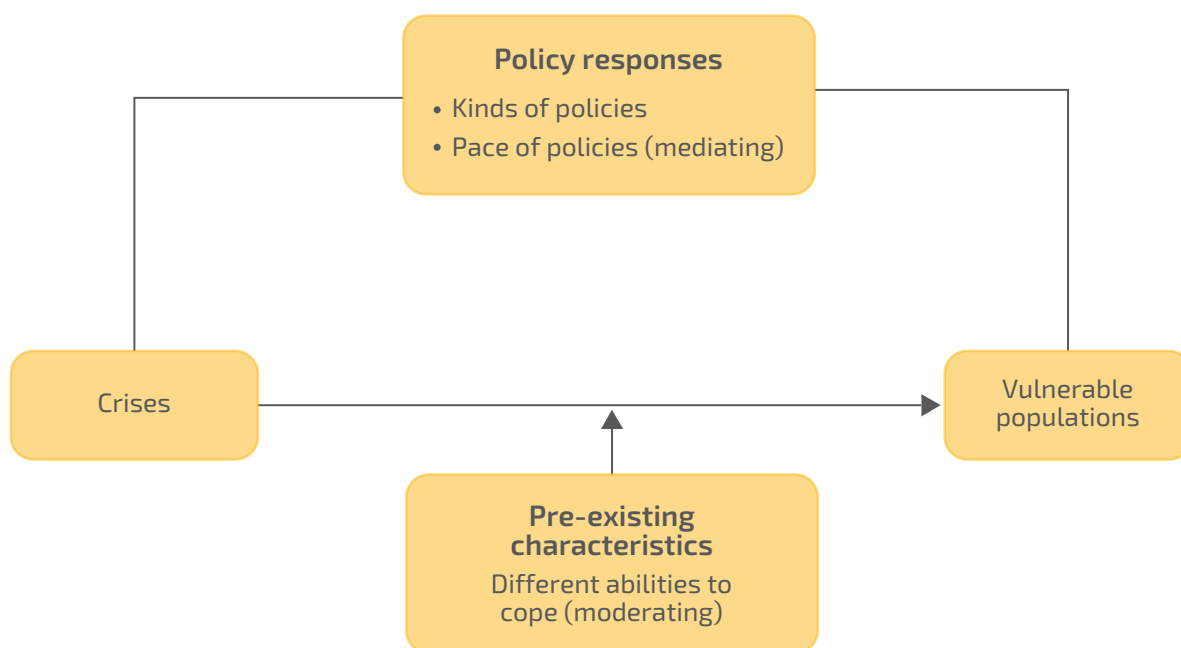 Policy responses
• Kinds of policies
• Pace of policies (mediating)
Crises
Vulnerable
populations
Pre-existing
characteristics
Different abilities to
cope (moderating)